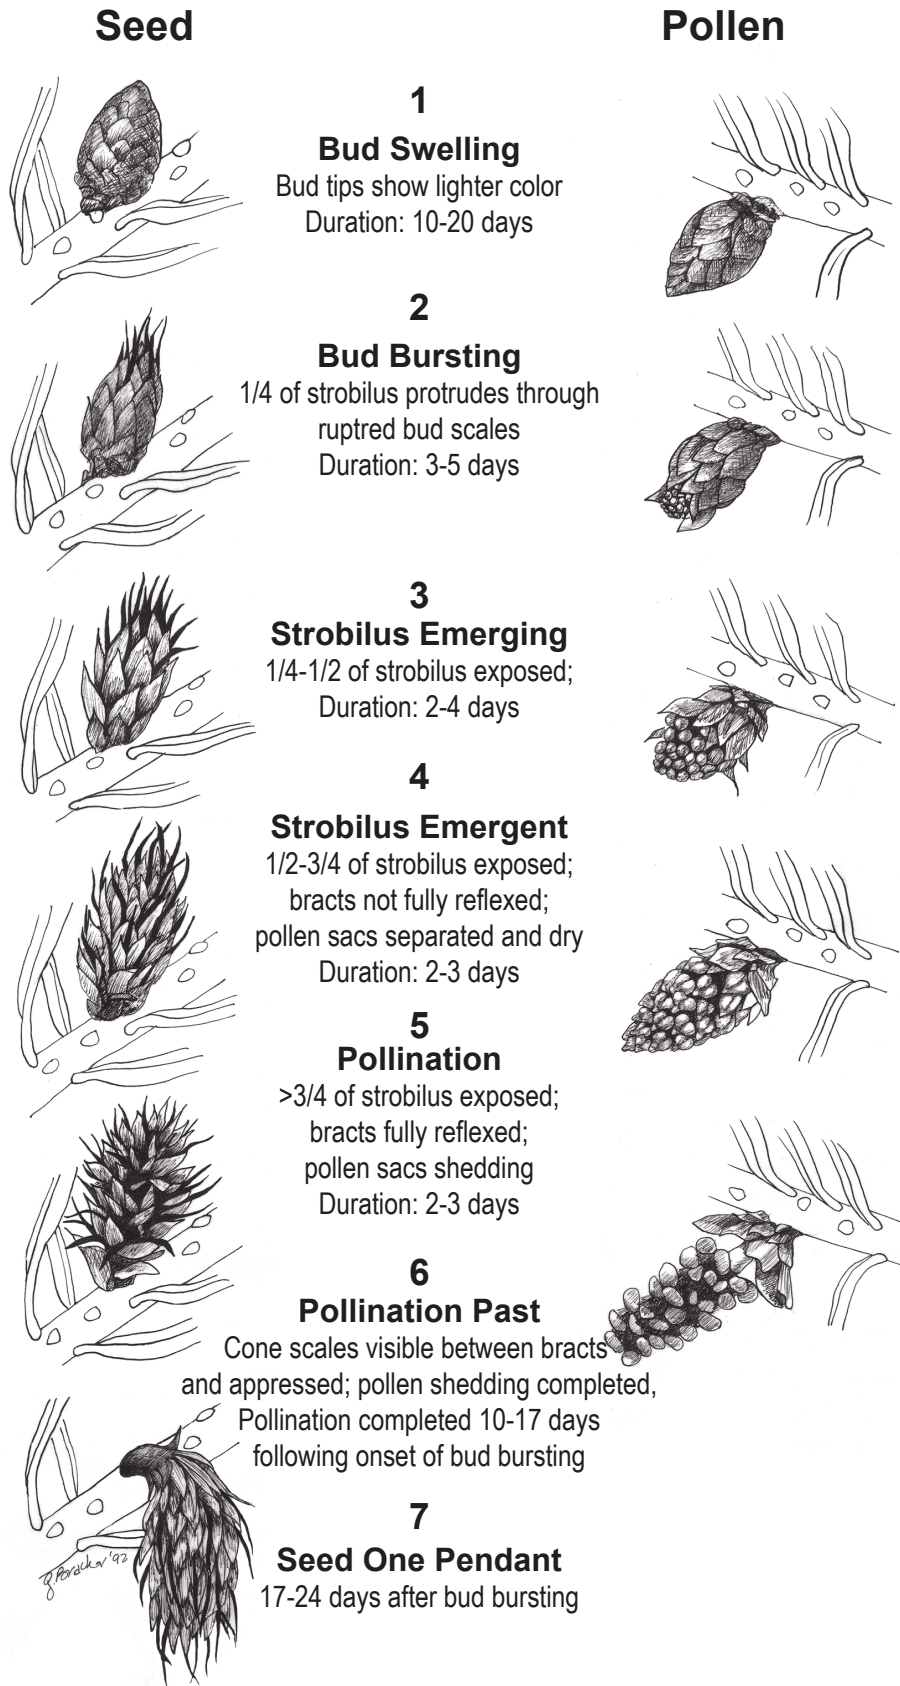 Seed
Pollen
1
Bud Swelling
Bud tips show lighter color
Duration: 10-20 days
2
Bud Bursting
1/4 of strobilus protrudes through
ruptred bud scales
Duration: 3-5 days
3
Strobilus Emerging
1/4-1/2 of strobilus exposed;
Duration: 2-4 days
4
Strobilus Emergent
1/2-3/4 of strobilus exposed;
bracts not fully reflexed;
pollen sacs separated and dry
Duration: 2-3 days
5
Pollination
>3/4 of strobilus exposed;
bracts fully reflexed;
pollen sacs shedding
Duration: 2-3 days
6
Pollination Past
Cone scales visible between bracts
and appressed; pollen shedding completed,
Pollination completed 10-17 days
following onset of bud bursting
7
Seed One Pendant
17-24 days after bud bursting
'92